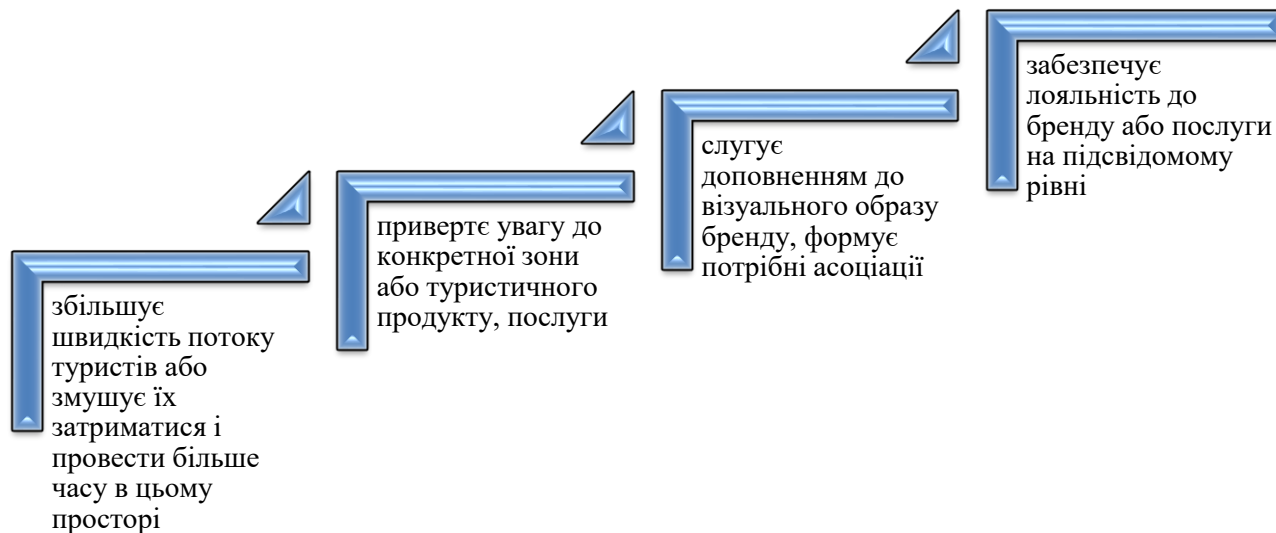 збільшує
швидкість потоку
туристів або
змушує їх
затриматися і
провести більше
часу в цьому
просторі
привертє увагу до
конкретної зони
або туристичного
продукту, послуги
слугує
доповненням до
візуального образу
бренду, формує
потрібні асоціації
забезпечує
лояльність до
бренду або послуги
на підсвідомому
рівні